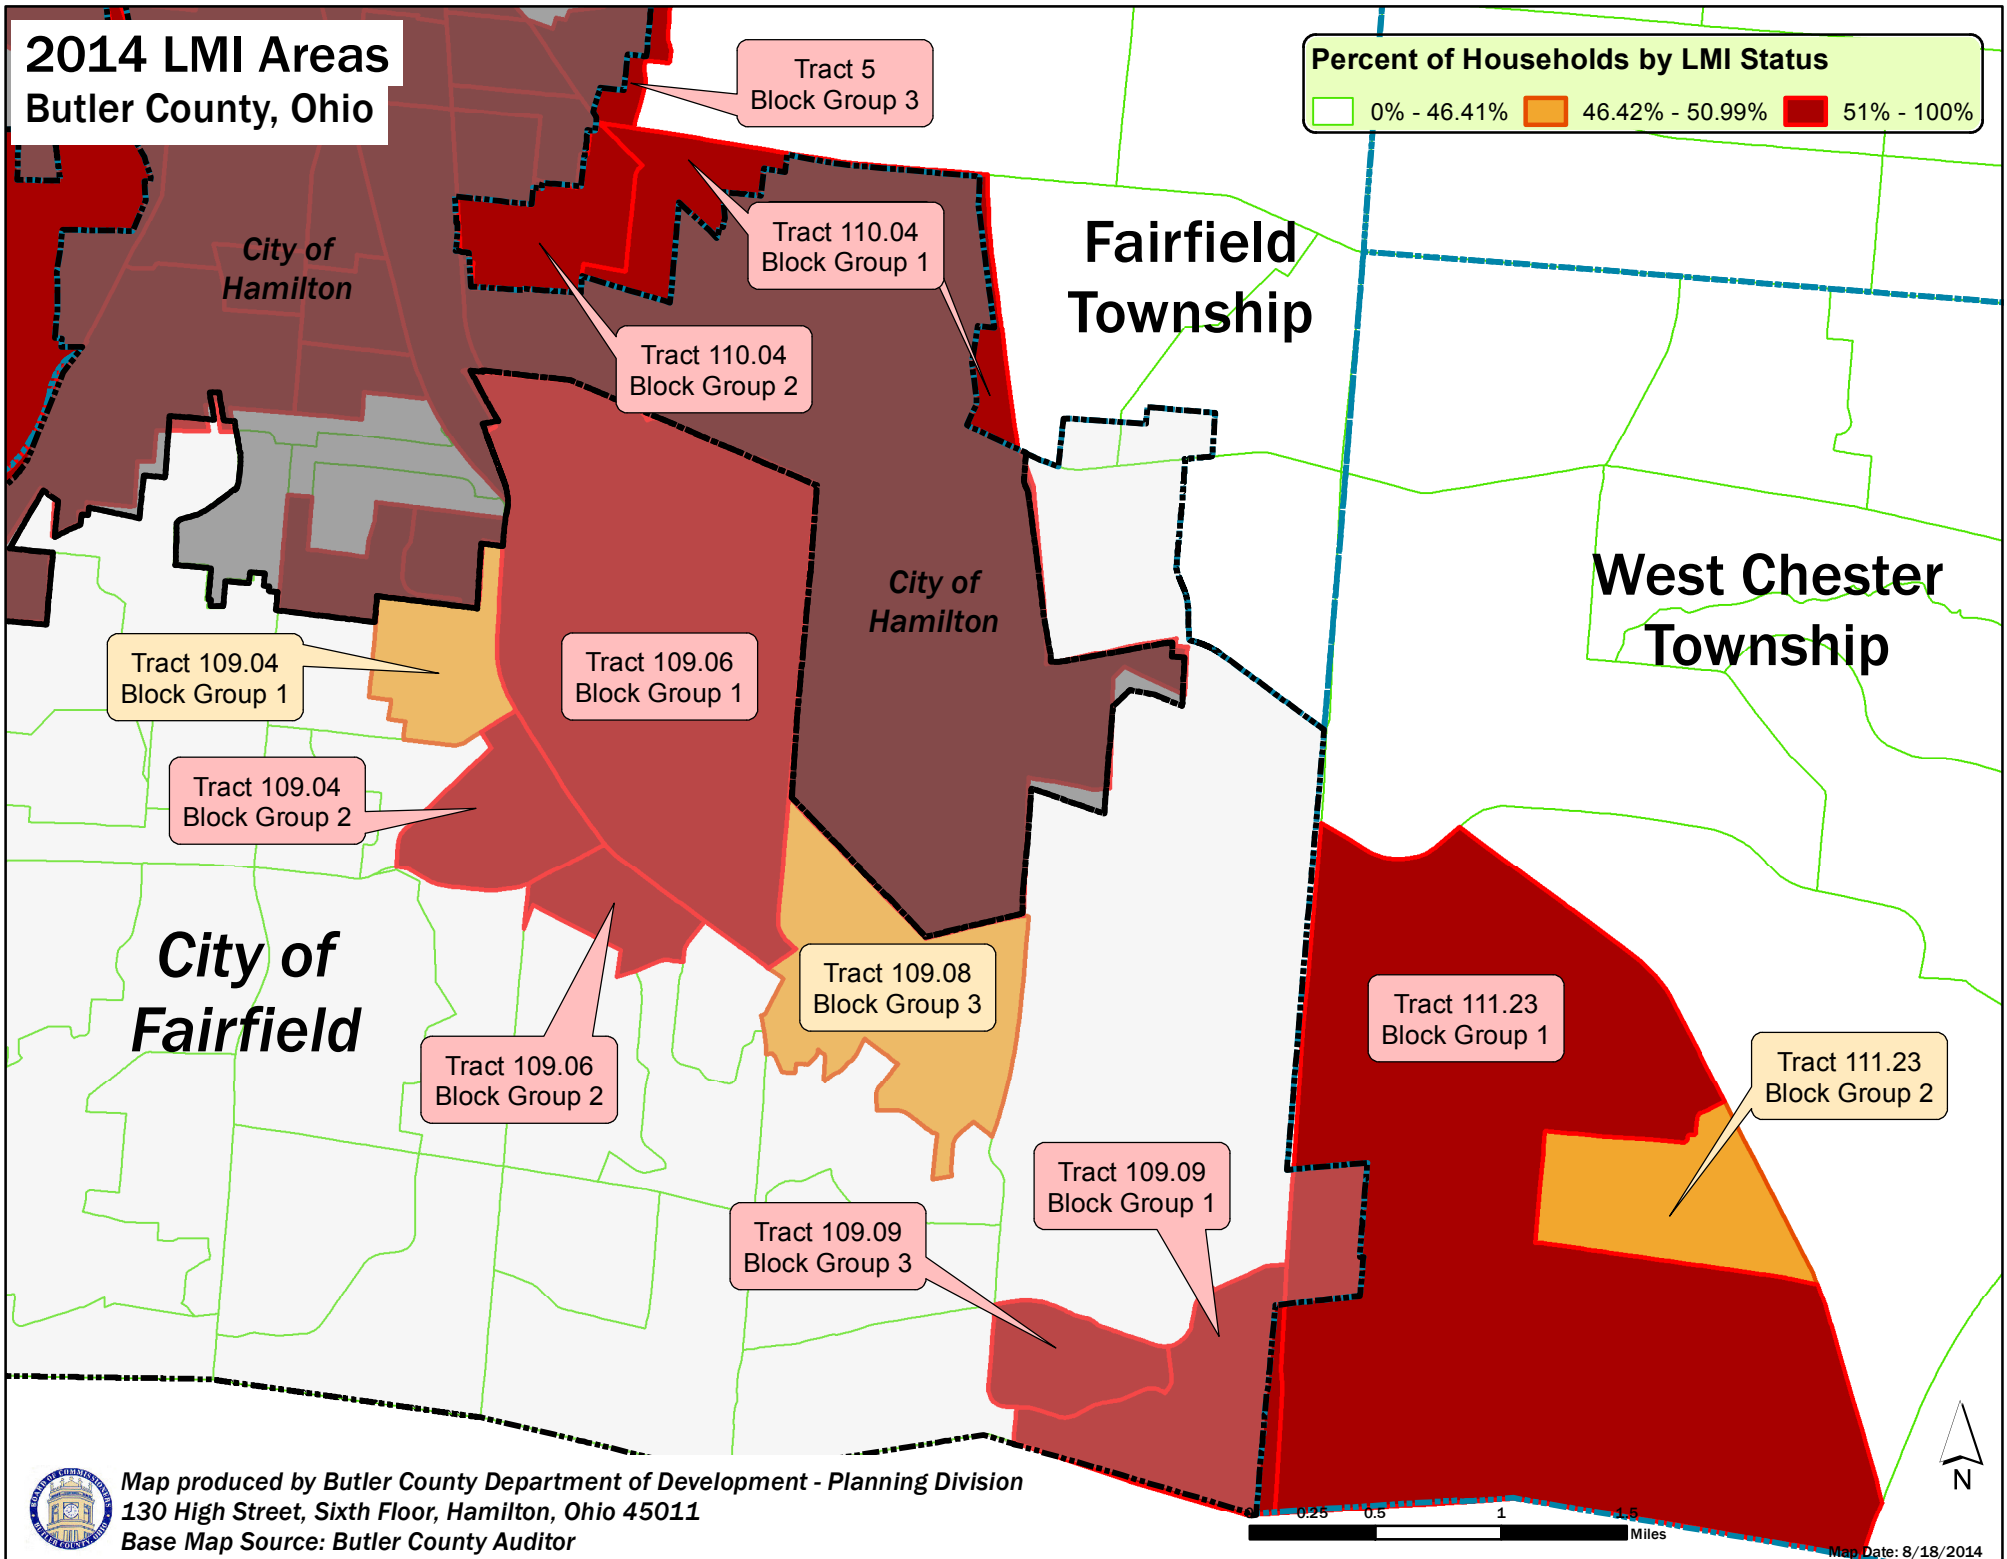 2014 LMI Areas
Butler County, Ohio
Percent of Households by LMI Status
0% - 46.41%
46.42% - 50.99%
51% - 100%
Tract 5
Block Group 3
Tract 110.04
Block Group 1
Fairfield
Township
City of
Hamilton
Tract 110.04
Block Group 2
West Chester
Township
City of
Hamilton
Tract 109.04
Block Group 1
Tract 109.06
Block Group 1
Tract 109.04
Block Group 2
City of
Fairfield
Tract 109.08
Block Group 3
Tract 111.23
Block Group 1
Tract 111.23
Block Group 2
Tract 109.06
Block Group 2
Tract 109.09
Block Group 1
Tract 109.09
Block Group 3
N
BOARD OF COMMISSIONERS
BUTLER COUNTY, OHIO
Map produced by Butler County Department of Development - Planning Division
130 High Street, Sixth Floor, Hamilton, Ohio 45011
Base Map Source: Butler County Auditor
0 0.25 0.5 1 1.5
Miles
Map Date: 8/18/2014